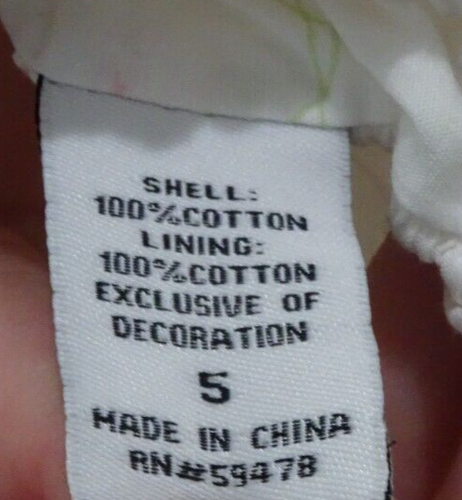 SHELL:
100%COTTON
LINING:
100%COTTON
EXCLUSIVE OF
DECORATION
5
MADE IN CHINA
RN#59478